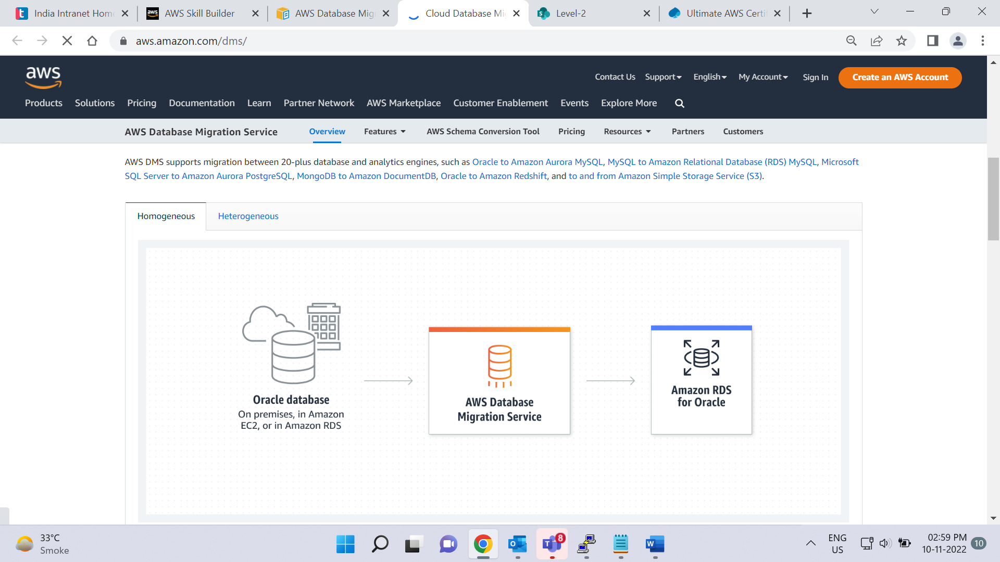 India Intranet Hom
AWS Skill Builder
AWS Database Mig
Cloud Database Mi
Level-2
Ultimate AWS Certi
aws.amazon.com/dms/
aws
Contact Us Support English My Account Sign In Create an AWS Account
Products Solutions Pricing Documentation Learn Partner Network AWS Marketplace Customer Enablement Events Explore More
AWS Database Migration Service Overview Features AWS Schema Conversion Tool Pricing Resources Partners Customers
AWS DMS supports migration between 20-plus database and analytics engines, such as Oracle to Amazon Aurora MySQL, MySQL to Amazon Relational Database (RDS) MySQL, Microsoft
SQL Server to Amazon Aurora PostgreSQL, MongoDB to Amazon DocumentDB, Oracle to Amazon Redshift, and to and from Amazon Simple Storage Service (S3).
Homogeneous Heterogeneous
Oracle database
On premises, in Amazon
EC2, or in Amazon RDS
AWS Database
Migration Service
Amazon RDS
for Oracle
33°C
Smoke
8
ENG
US
02:59 PM
10-11-2022
10